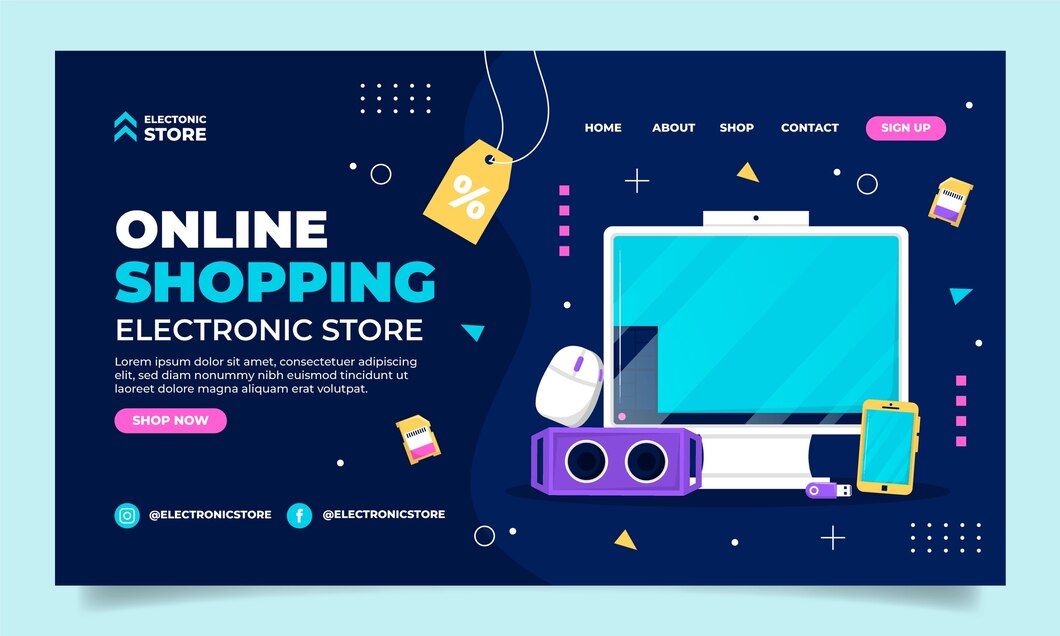 ELECTONIC
STORE
HOME ABOUT SHOP CONTACT SIGN UP
%
ONLINE
SHOPPING
ELECTRONIC STORE
Lorem ipsum dolor sit amet, consectetuer adipiscing
elit, sed diam nonummy nibh euismod tincidunt ut
laoreet dolore magna aliquam erat volutpat.
SHOP NOW
@ELECTRONICSTORE f @ELECTRONICSTORE